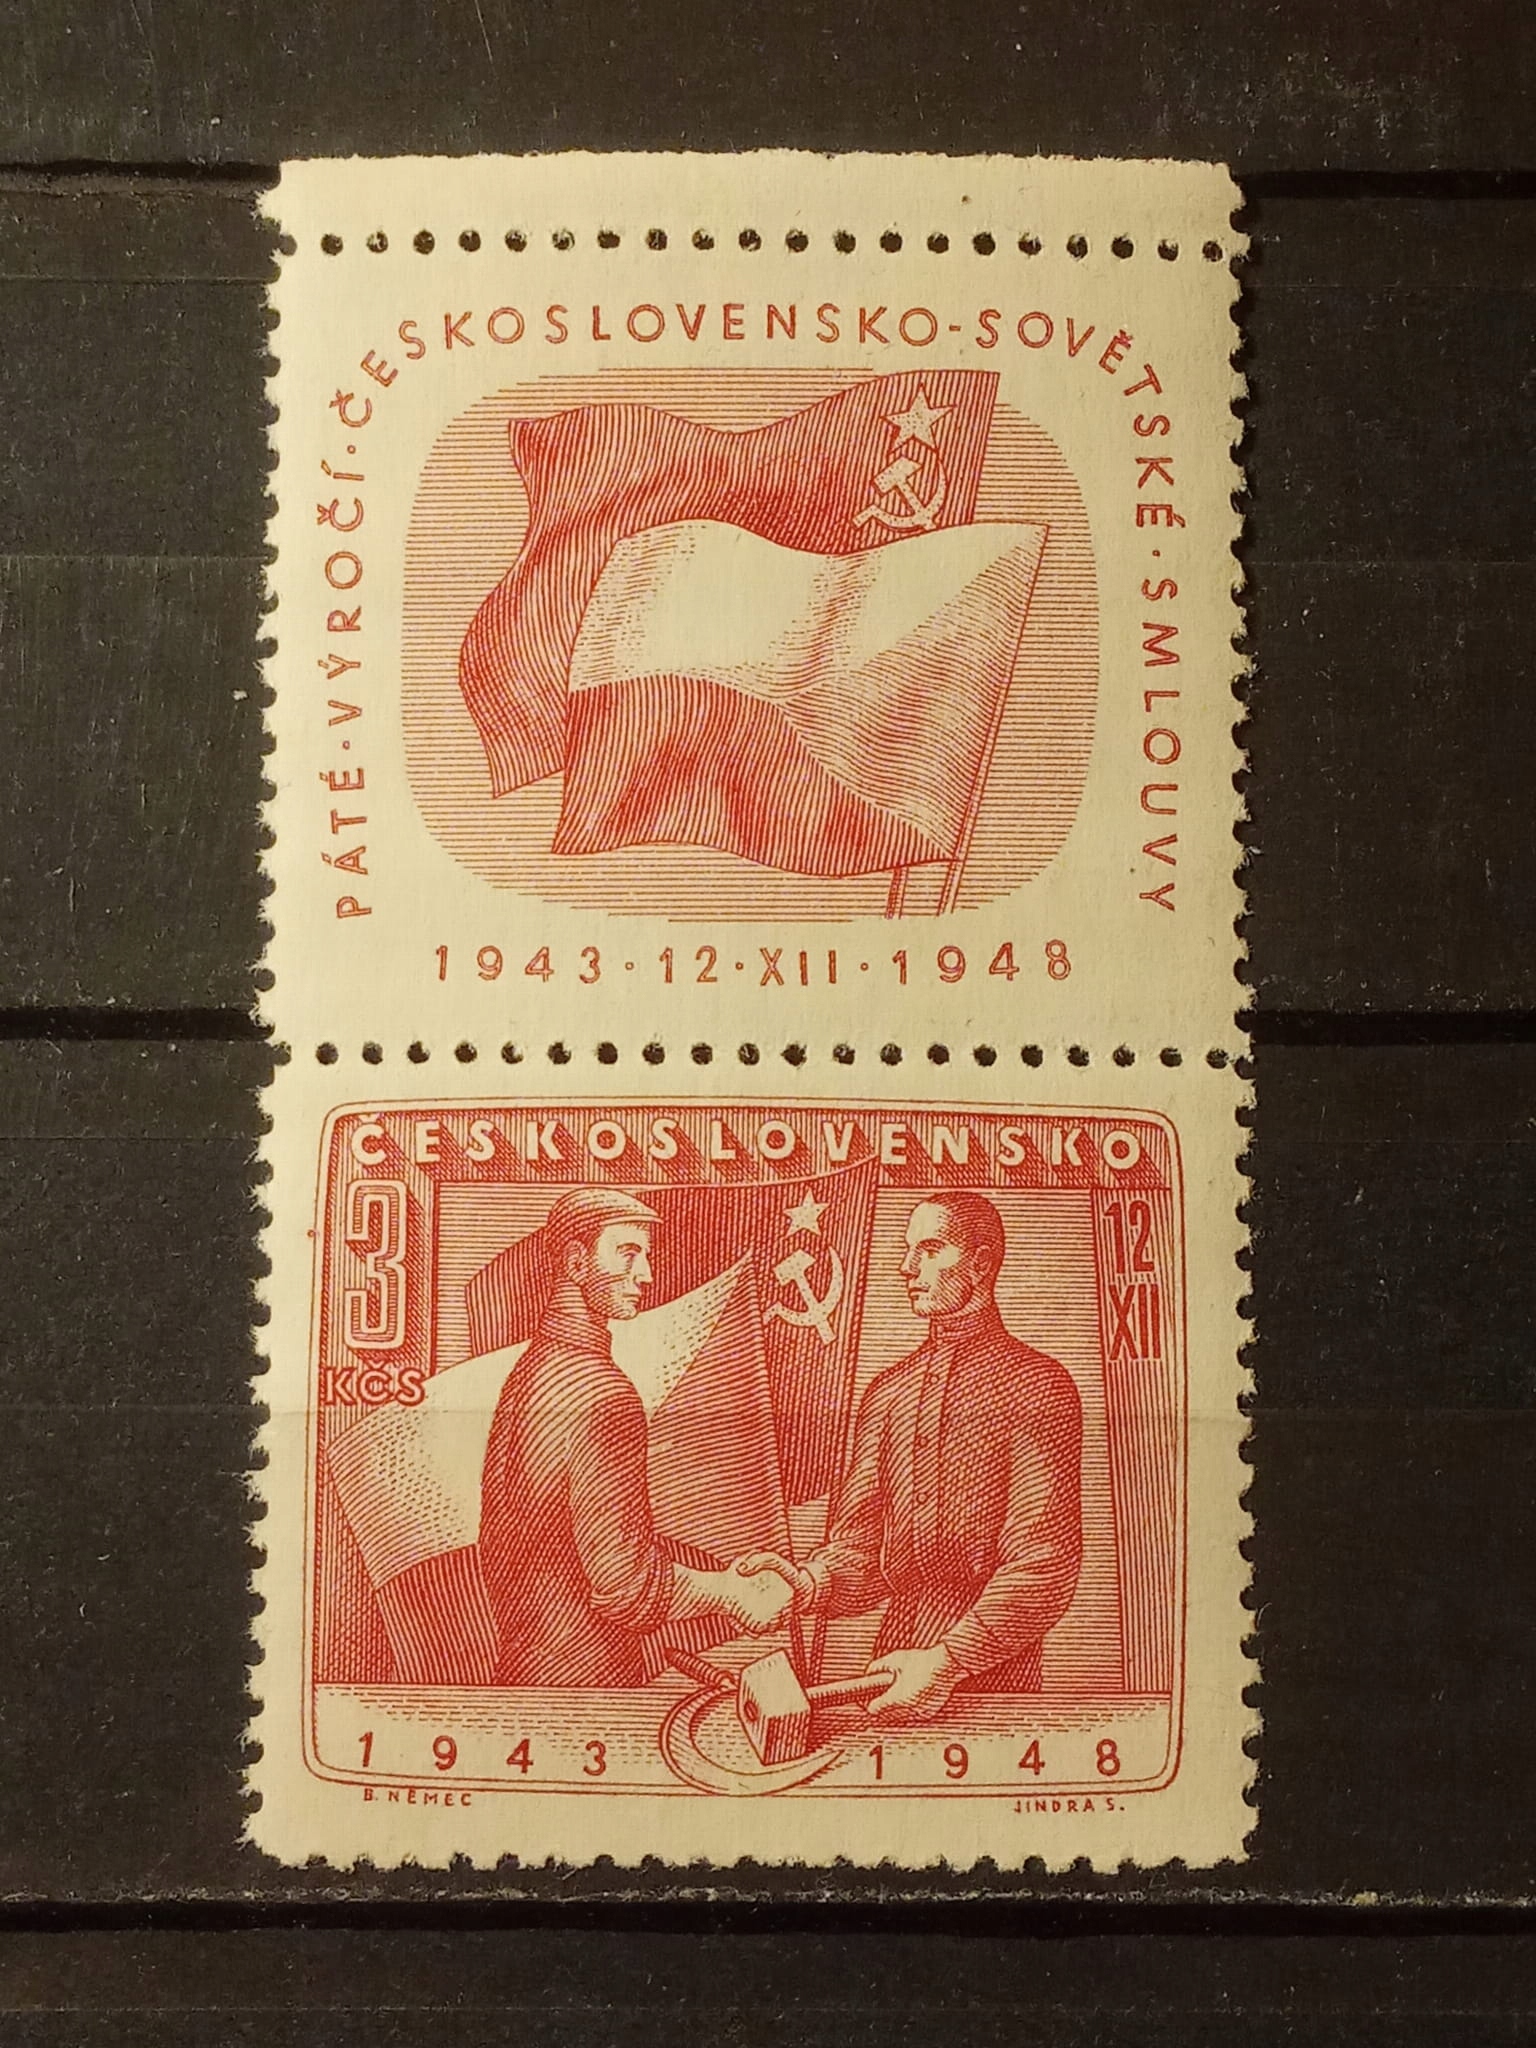 PÁTÉ · VÝROČÍ · ČESKOSLOVENSKO-SOVĚTSKÉ · SMLOUVY
1943 · 12 · XII · 1948
ČESKOSLOVENSKO
3
KČS
12
XII
1943 1948
B. NĚMEC JINDRA S.